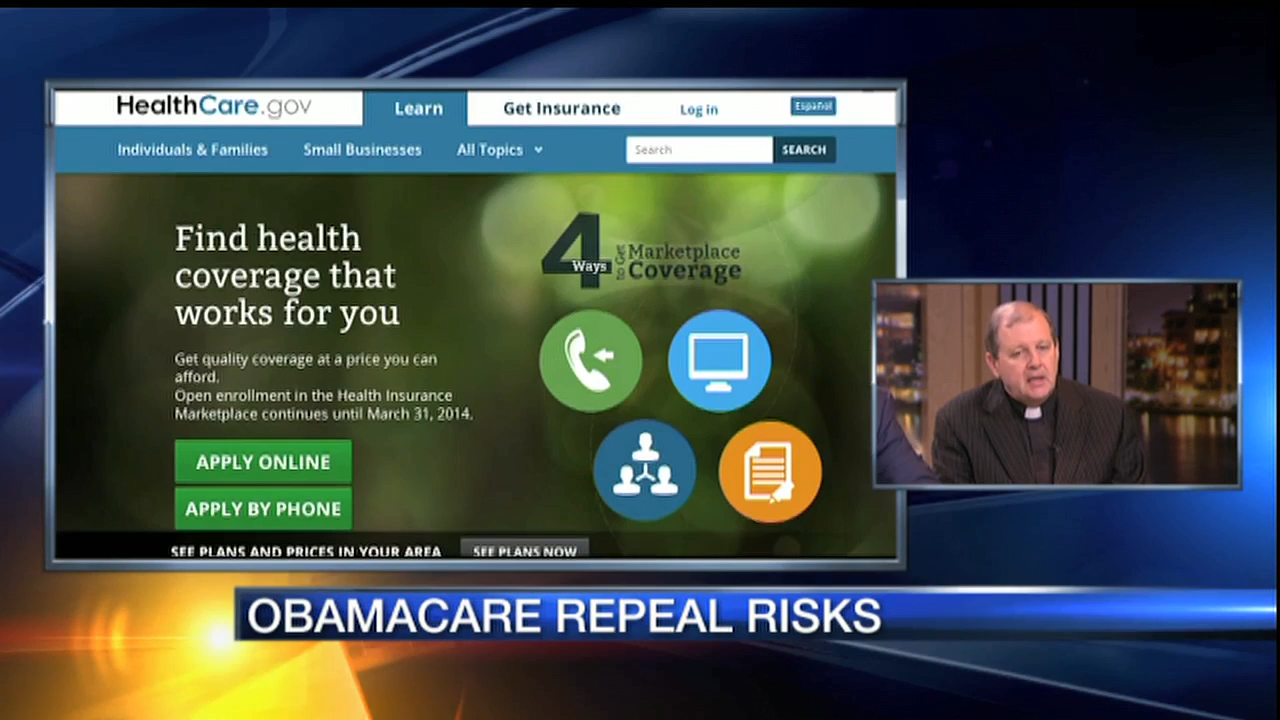 HealthCare.gov
Learn
Get Insurance
Log in
Español
Individuals & Families
Small Businesses
All Topics
Search
SEARCH
Find health
coverage that
works for you
Get quality coverage at a price you can
afford.
Open enrollment in the Health Insurance
Marketplace continues until March 31, 2014.
APPLY ONLINE
APPLY BY PHONE
4 Ways to Get Marketplace
Coverage
SEE PLANS AND PRICES IN YOUR AREA
SEE PLANS NOW
OBAMACARE REPEAL RISKS